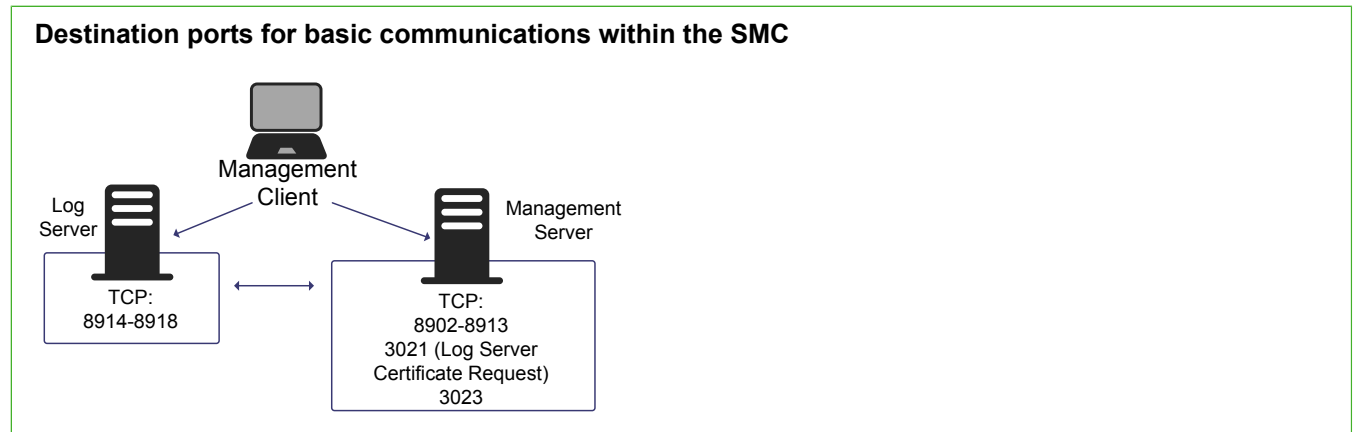 Destination ports for basic communications within the SMC
Management
Client
Log
Server
Management
Server
TCP:
8914-8918
TCP:
8902-8913
3021 (Log Server
Certificate Request)
3023